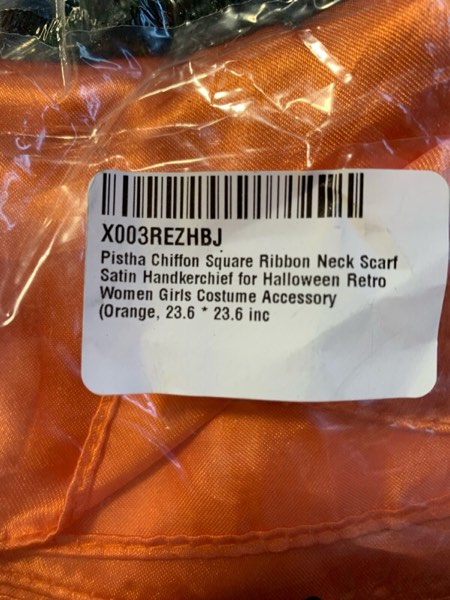 X003REZHBJ
Pistha Chiffon Square Ribbon Neck Scarf
Satin Handkerchief for Halloween Retro
Women Girls Costume Accessory
(Orange, 23.6 * 23.6 inc